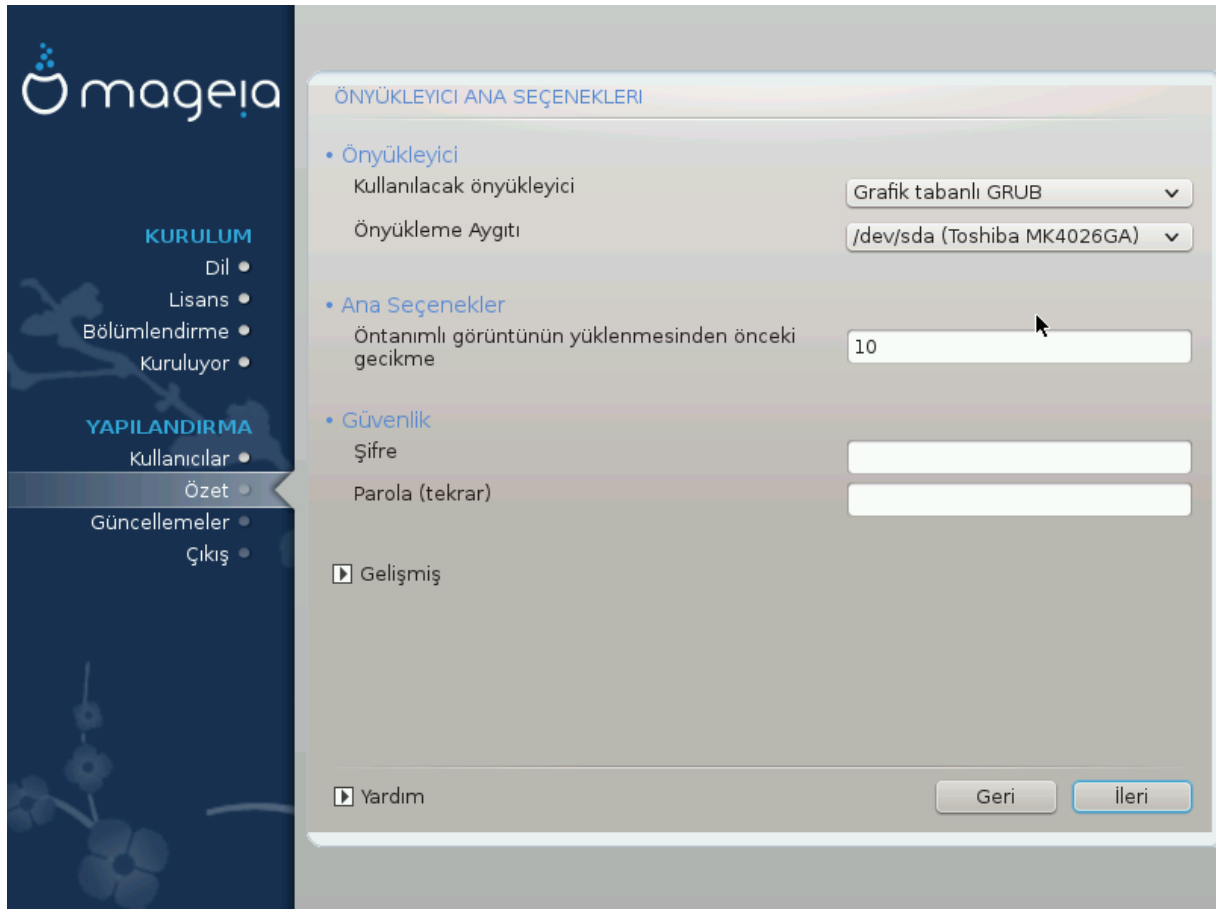 mageia
KURULUM
Dil
Lisans
Bölümlendirme
Kuruluyor
YAPILANDIRMA
Kullanıcılar
Özet
Güncellemeler
Çıkış
ÖNYÜKLEYICI ANA SEÇENEKLERI
• Önyükleyici
Kullanılacak önyükleyici
Grafik tabanlı GRUB
Önyükleme Aygıtı
/dev/sda (Toshiba MK4026GA)
• Ana Seçenekler
Öntanımlı görüntünün yüklenmesinden önceki
gecikme
10
• Güvenlik
Şifre
Parola (tekrar)
Gelişmiş
Yardım
Geri
İleri